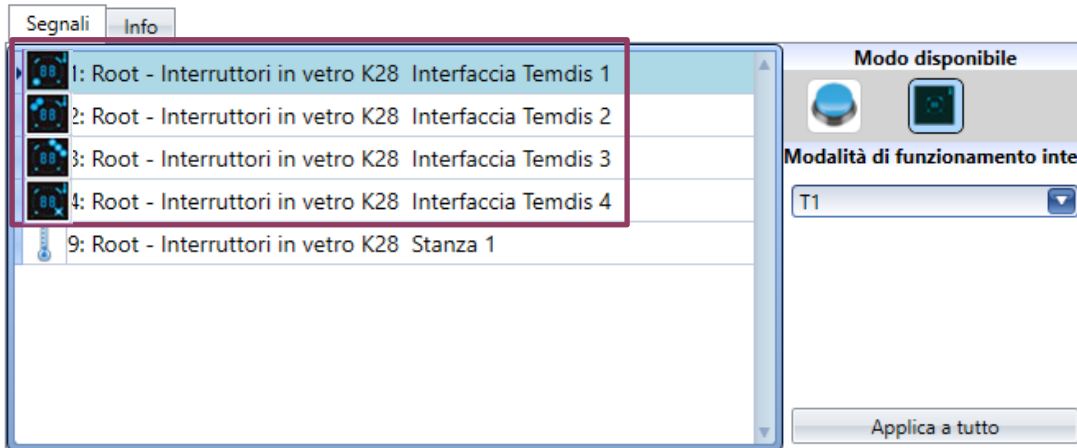 Segnali Info
1: Root - Interruttori in vetro K28 Interfaccia Temdis 1
2: Root - Interruttori in vetro K28 Interfaccia Temdis 2
3: Root - Interruttori in vetro K28 Interfaccia Temdis 3
4: Root - Interruttori in vetro K28 Interfaccia Temdis 4
9: Root - Interruttori in vetro K28 Stanza 1
Modo disponibile
Modalità di funzionamento inte
T1
Applica a tutto